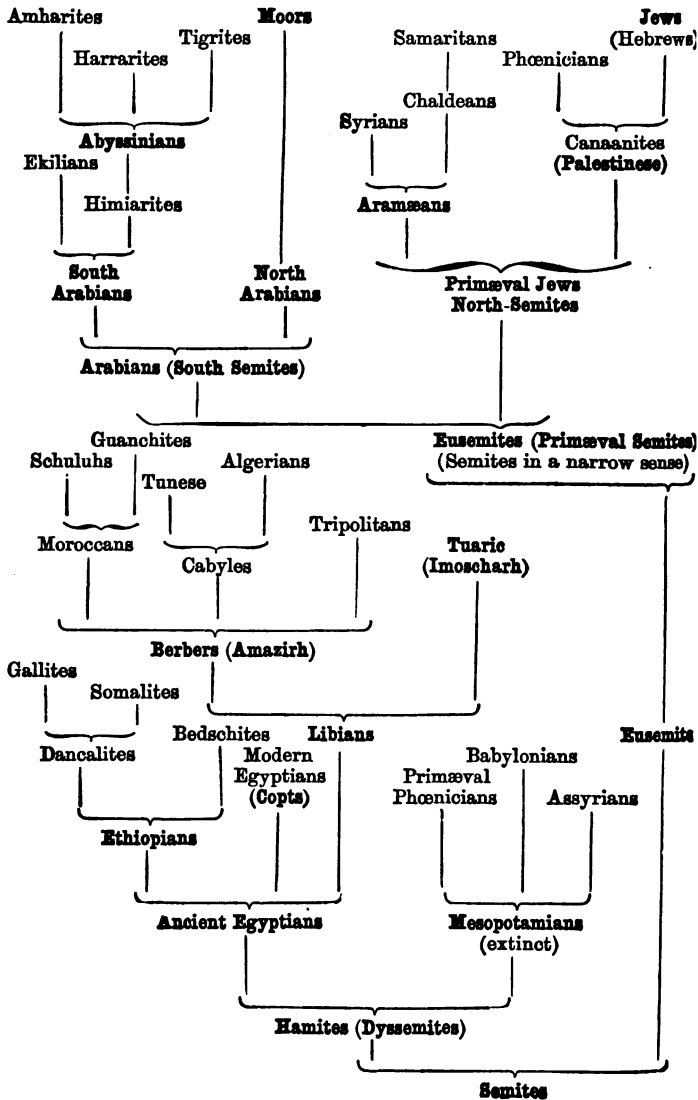 Amharites
Moors
Jews
(Hebrews)
Tigrites
Samaritans
Harrarites
Phœnicians
Chaldeans
Syrians
Abyssinians
Canaanites
(Palestinese)
Ekilians
Himiarites
Aramæans
South
Arabians
North
Arabians
Primæval Jews
North-Semites
Arabians (South Semites)
Guanchites
Eusemites (Primæval Semites)
(Semites in a narrow sense)
Schuluhs
Algerians
Tunese
Tripolitans
Moroccans
Cabyles
Tuaric
(Imoscharh)
Berbers (Amazirh)
Gallites
Somalites
Bedschites
Libians
Eusemits
Dancalites
Modern
Egyptians
(Copts)
Babylonians
Primæval
Phœnicians
Assyrians
Ethiopians
Ancient Egyptians
Mesopotamians
(extinct)
Hamites (Dyssemites)
Semites